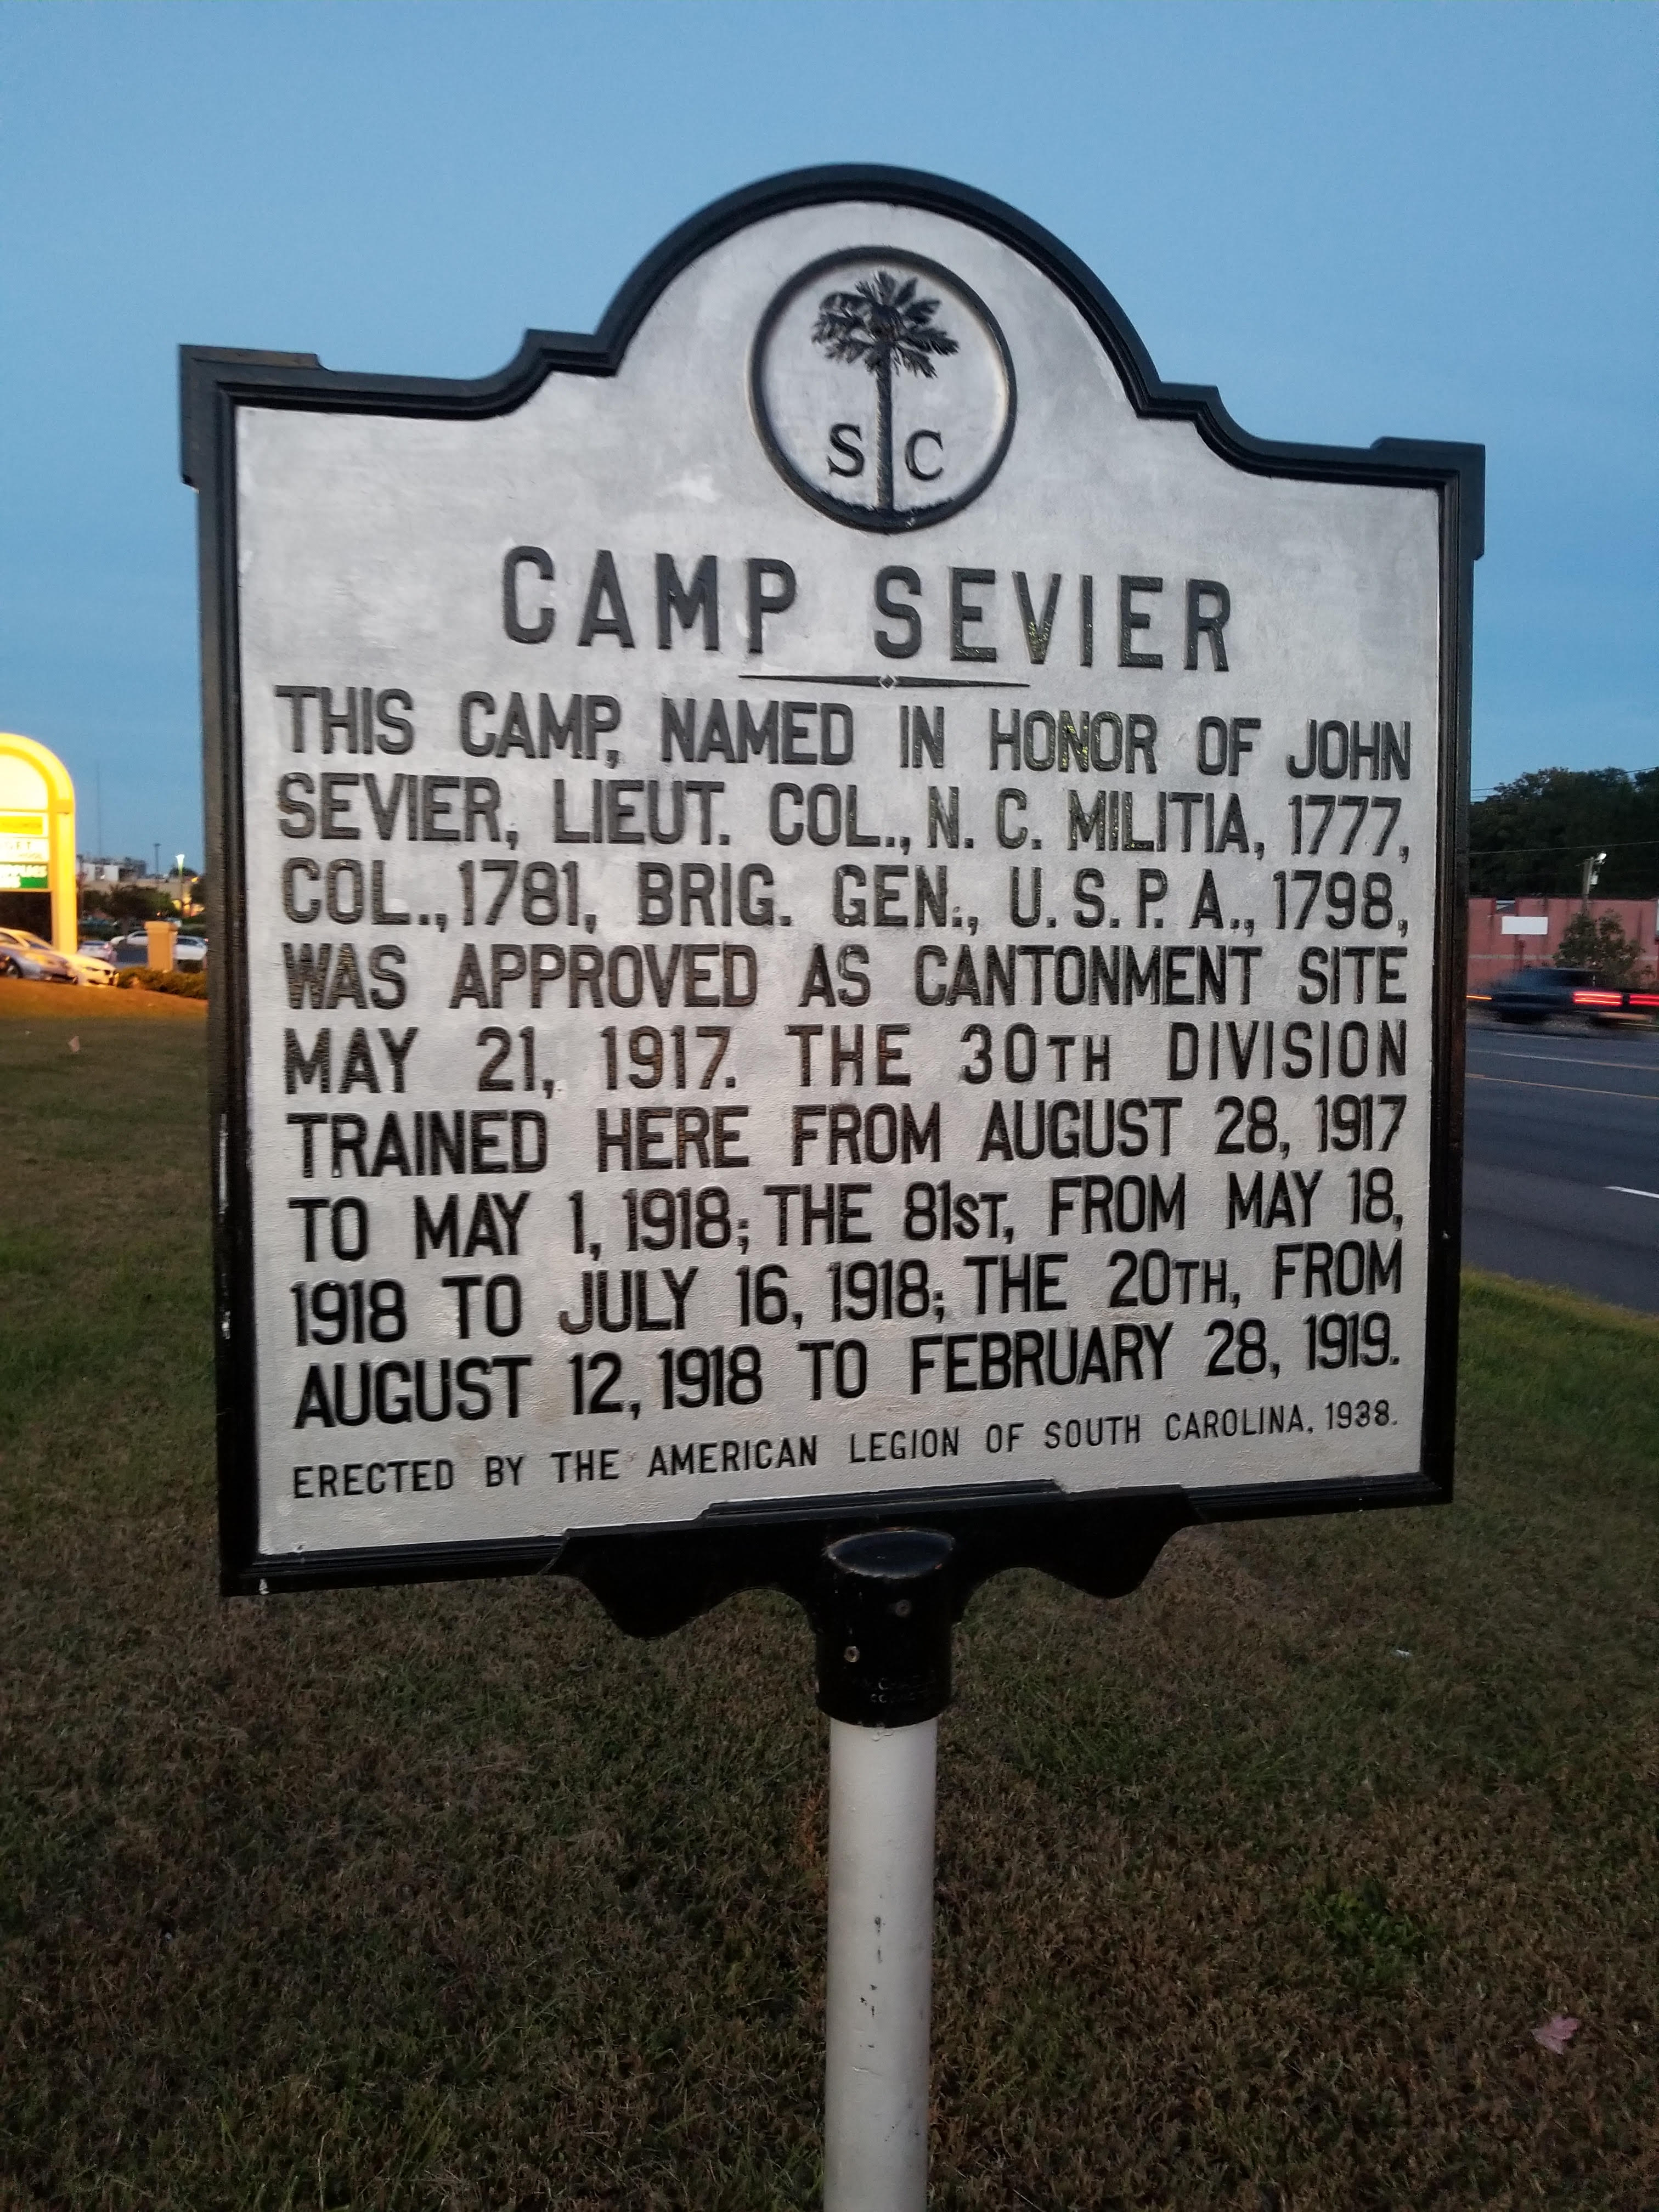 S C
CAMP SEVIER
THIS CAMP, NAMED IN HONOR OF JOHN
SEVIER, LIEUT. COL., N. C. MILITIA, 1777,
COL., 1781, BRIG. GEN., U. S. P. A., 1798,
WAS APPROVED AS CANTONMENT SITE
MAY 21, 1917. THE 30TH DIVISION
TRAINED HERE FROM AUGUST 28, 1917
TO MAY 1, 1918; THE 81ST, FROM MAY 18,
1918 TO JULY 16, 1918; THE 20TH, FROM
AUGUST 12, 1918 TO FEBRUARY 28, 1919.
ERECTED BY THE AMERICAN LEGION OF SOUTH CAROLINA, 1938.